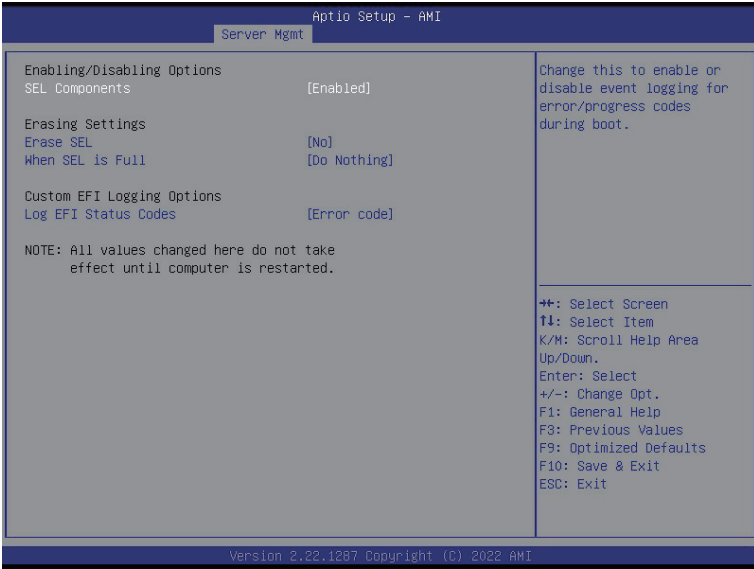 Aptio Setup – AMI
Server Mgmt
Enabling/Disabling Options
SEL Components [Enabled]
Erasing Settings
Erase SEL [No]
When SEL is Full [Do Nothing]
Custom EFI Logging Options
Log EFI Status Codes [Error code]
NOTE: All values changed here do not take
effect until computer is restarted.
Change this to enable or
disable event logging for
error/progress codes
during boot.
→←: Select Screen
↑↓: Select Item
K/M: Scroll Help Area
Up/Down.
Enter: Select
+/-: Change Opt.
F1: General Help
F3: Previous Values
F9: Optimized Defaults
F10: Save & Exit
ESC: Exit
Version 2.22.1287 Copyright (C) 2022 AMI